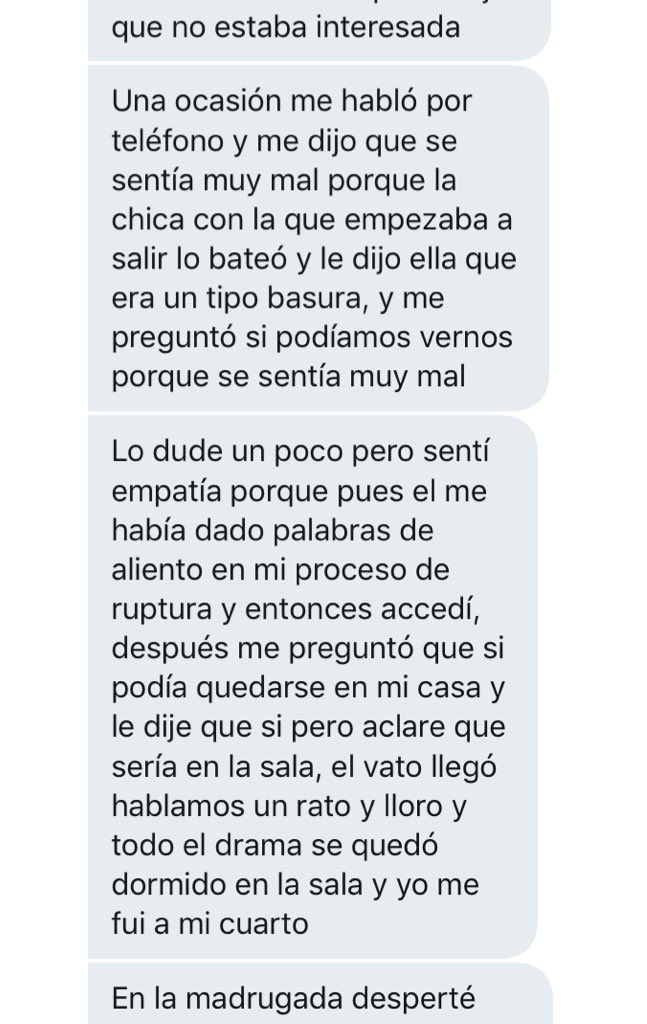 que no estaba interesada
Una ocasión me habló por
teléfono y me dijo que se
sentía muy mal porque la
chica con la que empezaba a
salir lo bateó y le dijo ella que
era un tipo basura, y me
preguntó si podíamos vernos
porque se sentía muy mal
Lo dude un poco pero sentí
empatía porque pues el me
había dado palabras de
aliento en mi proceso de
ruptura y entonces accedí,
después me preguntó que si
podía quedarse en mi casa y
le dije que si pero aclare que
sería en la sala, el vato llegó
hablamos un rato y lloro y
todo el drama se quedó
dormido en la sala y yo me
fui a mi cuarto
En la madrugada desperté